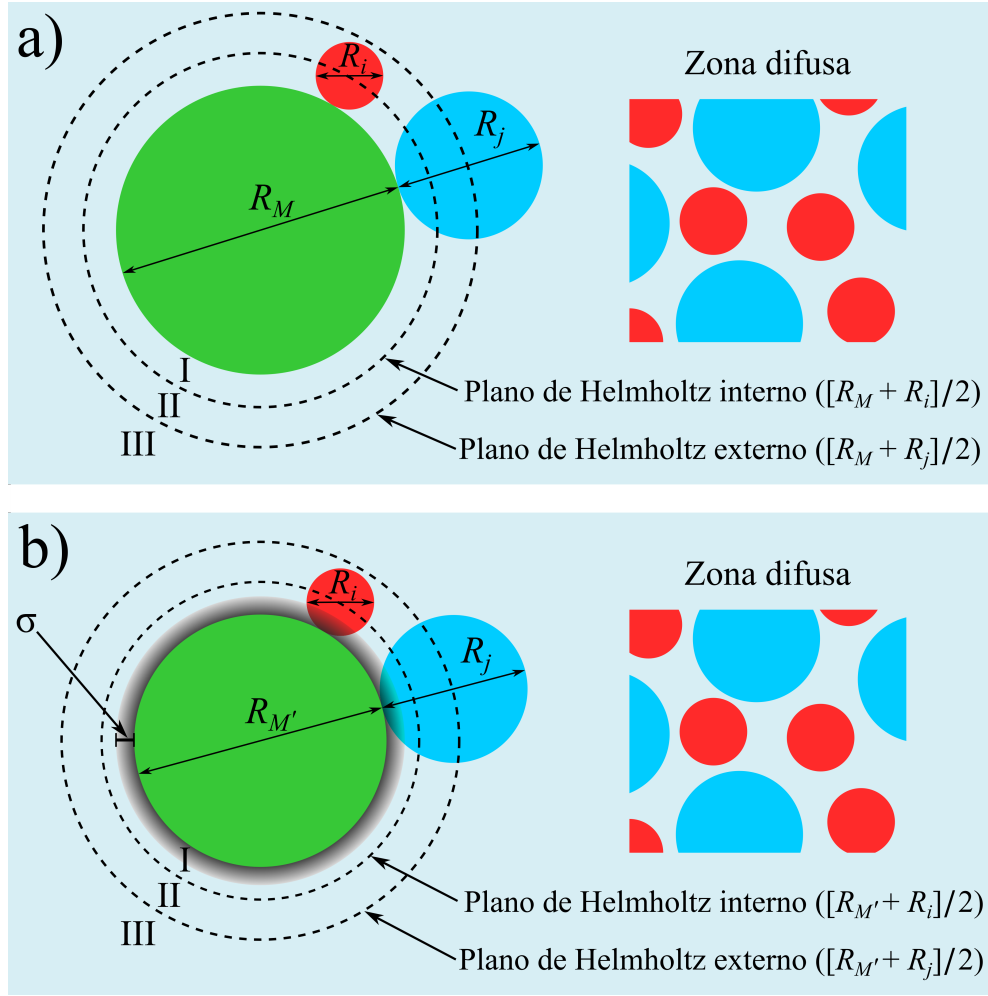 a)
R_i
Zona difusa
R_j
R_M
I
II
III
Plano de Helmholtz interno ([R_M + R_i]/2)
Plano de Helmholtz externo ([R_M + R_j]/2)
b)
R_i
Zona difusa
σ
R_j
R_M'
I
II
III
Plano de Helmholtz interno ([R_M' + R_i]/2)
Plano de Helmholtz externo ([R_M' + R_j]/2)